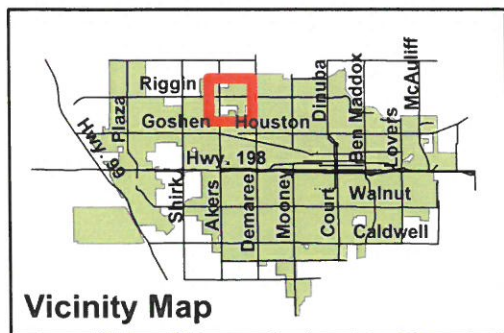 Riggin
Plaza
Hwy. 99
Goshen
Houston
Hwy. 198
Shirk
Akers
Demaree
Mooney
Court
Dinuba
Ben Maddox
Lovers
McAuliff
Walnut
Caldwell
Vicinity Map